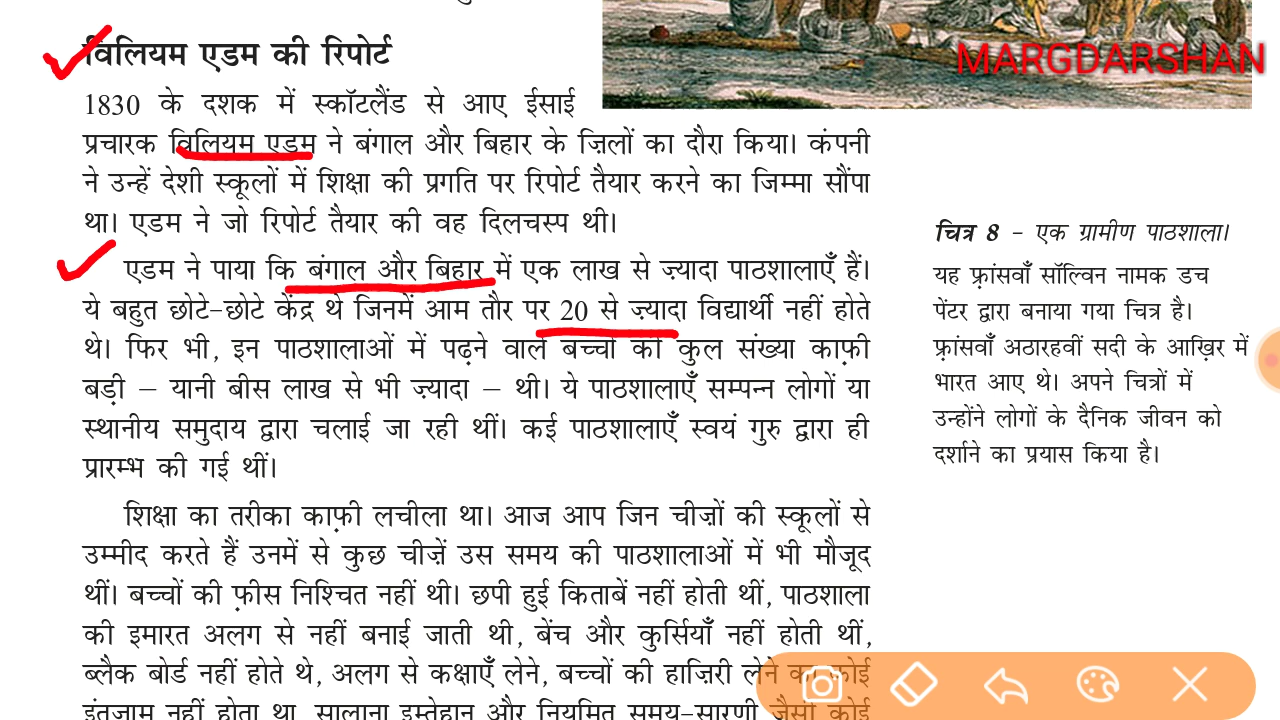 विलियम एडम की रिपोर्ट
1830 के दशक में स्कॉटलैंड से आए ईसाई
प्रचारक विलियम एडम ने बंगाल और बिहार के ज़िलों का दौरा किया। कंपनी
ने उन्हें देशी स्कूलों में शिक्षा की प्रगति पर रिपोर्ट तैयार करने का जिम्मा सौंपा
था। एडम ने जो रिपोर्ट तैयार की वह दिलचस्प थी।
एडम ने पाया कि बंगाल और बिहार में एक लाख से ज़्यादा पाठशालाएँ हैं।
ये बहुत छोटे-छोटे केंद्र थे जिनमें आम तौर पर 20 से ज़्यादा विद्यार्थी नहीं होते
थे। फिर भी, इन पाठशालाओं में पढ़ने वाले बच्चों की कुल संख्या काफ़ी
बड़ी – यानी बीस लाख से भी ज़्यादा – थी। ये पाठशालाएँ सम्पन्न लोगों या
स्थानीय समुदाय द्वारा चलाई जा रही थीं। कई पाठशालाएँ स्वयं गुरु द्वारा ही
प्रारम्भ की गई थीं।
शिक्षा का तरीका काफ़ी लचीला था। आज आप जिन चीज़ों की स्कूलों से
उम्मीद करते हैं उनमें से कुछ चीज़ें उस समय की पाठशालाओं में भी मौजूद
थीं। बच्चों की फ़ीस निश्चित नहीं थी। छपी हुई किताबें नहीं होती थीं, पाठशाला
की इमारत अलग से नहीं बनाई जाती थी, बेंच और कुर्सियाँ नहीं होती थीं,
ब्लैक बोर्ड नहीं होते थे, अलग से कक्षाएँ लेने, बच्चों की हाज़िरी लेने का कोई
इंतज़ाम नहीं होता था, सालाना इम्तेहान और नियमित समय-सारणी जैसी कोई
MARGDARSHAN
चित्र 8 – एक ग्रामीण पाठशाला।
यह फ़्रांसवाँ सॉल्विन नामक डच
पेंटर द्वारा बनाया गया चित्र है।
फ़्रांसवाँ अठारहवीं सदी के आख़िर में
भारत आए थे। अपने चित्रों में
उन्होंने लोगों के दैनिक जीवन को
दर्शाने का प्रयास किया है।